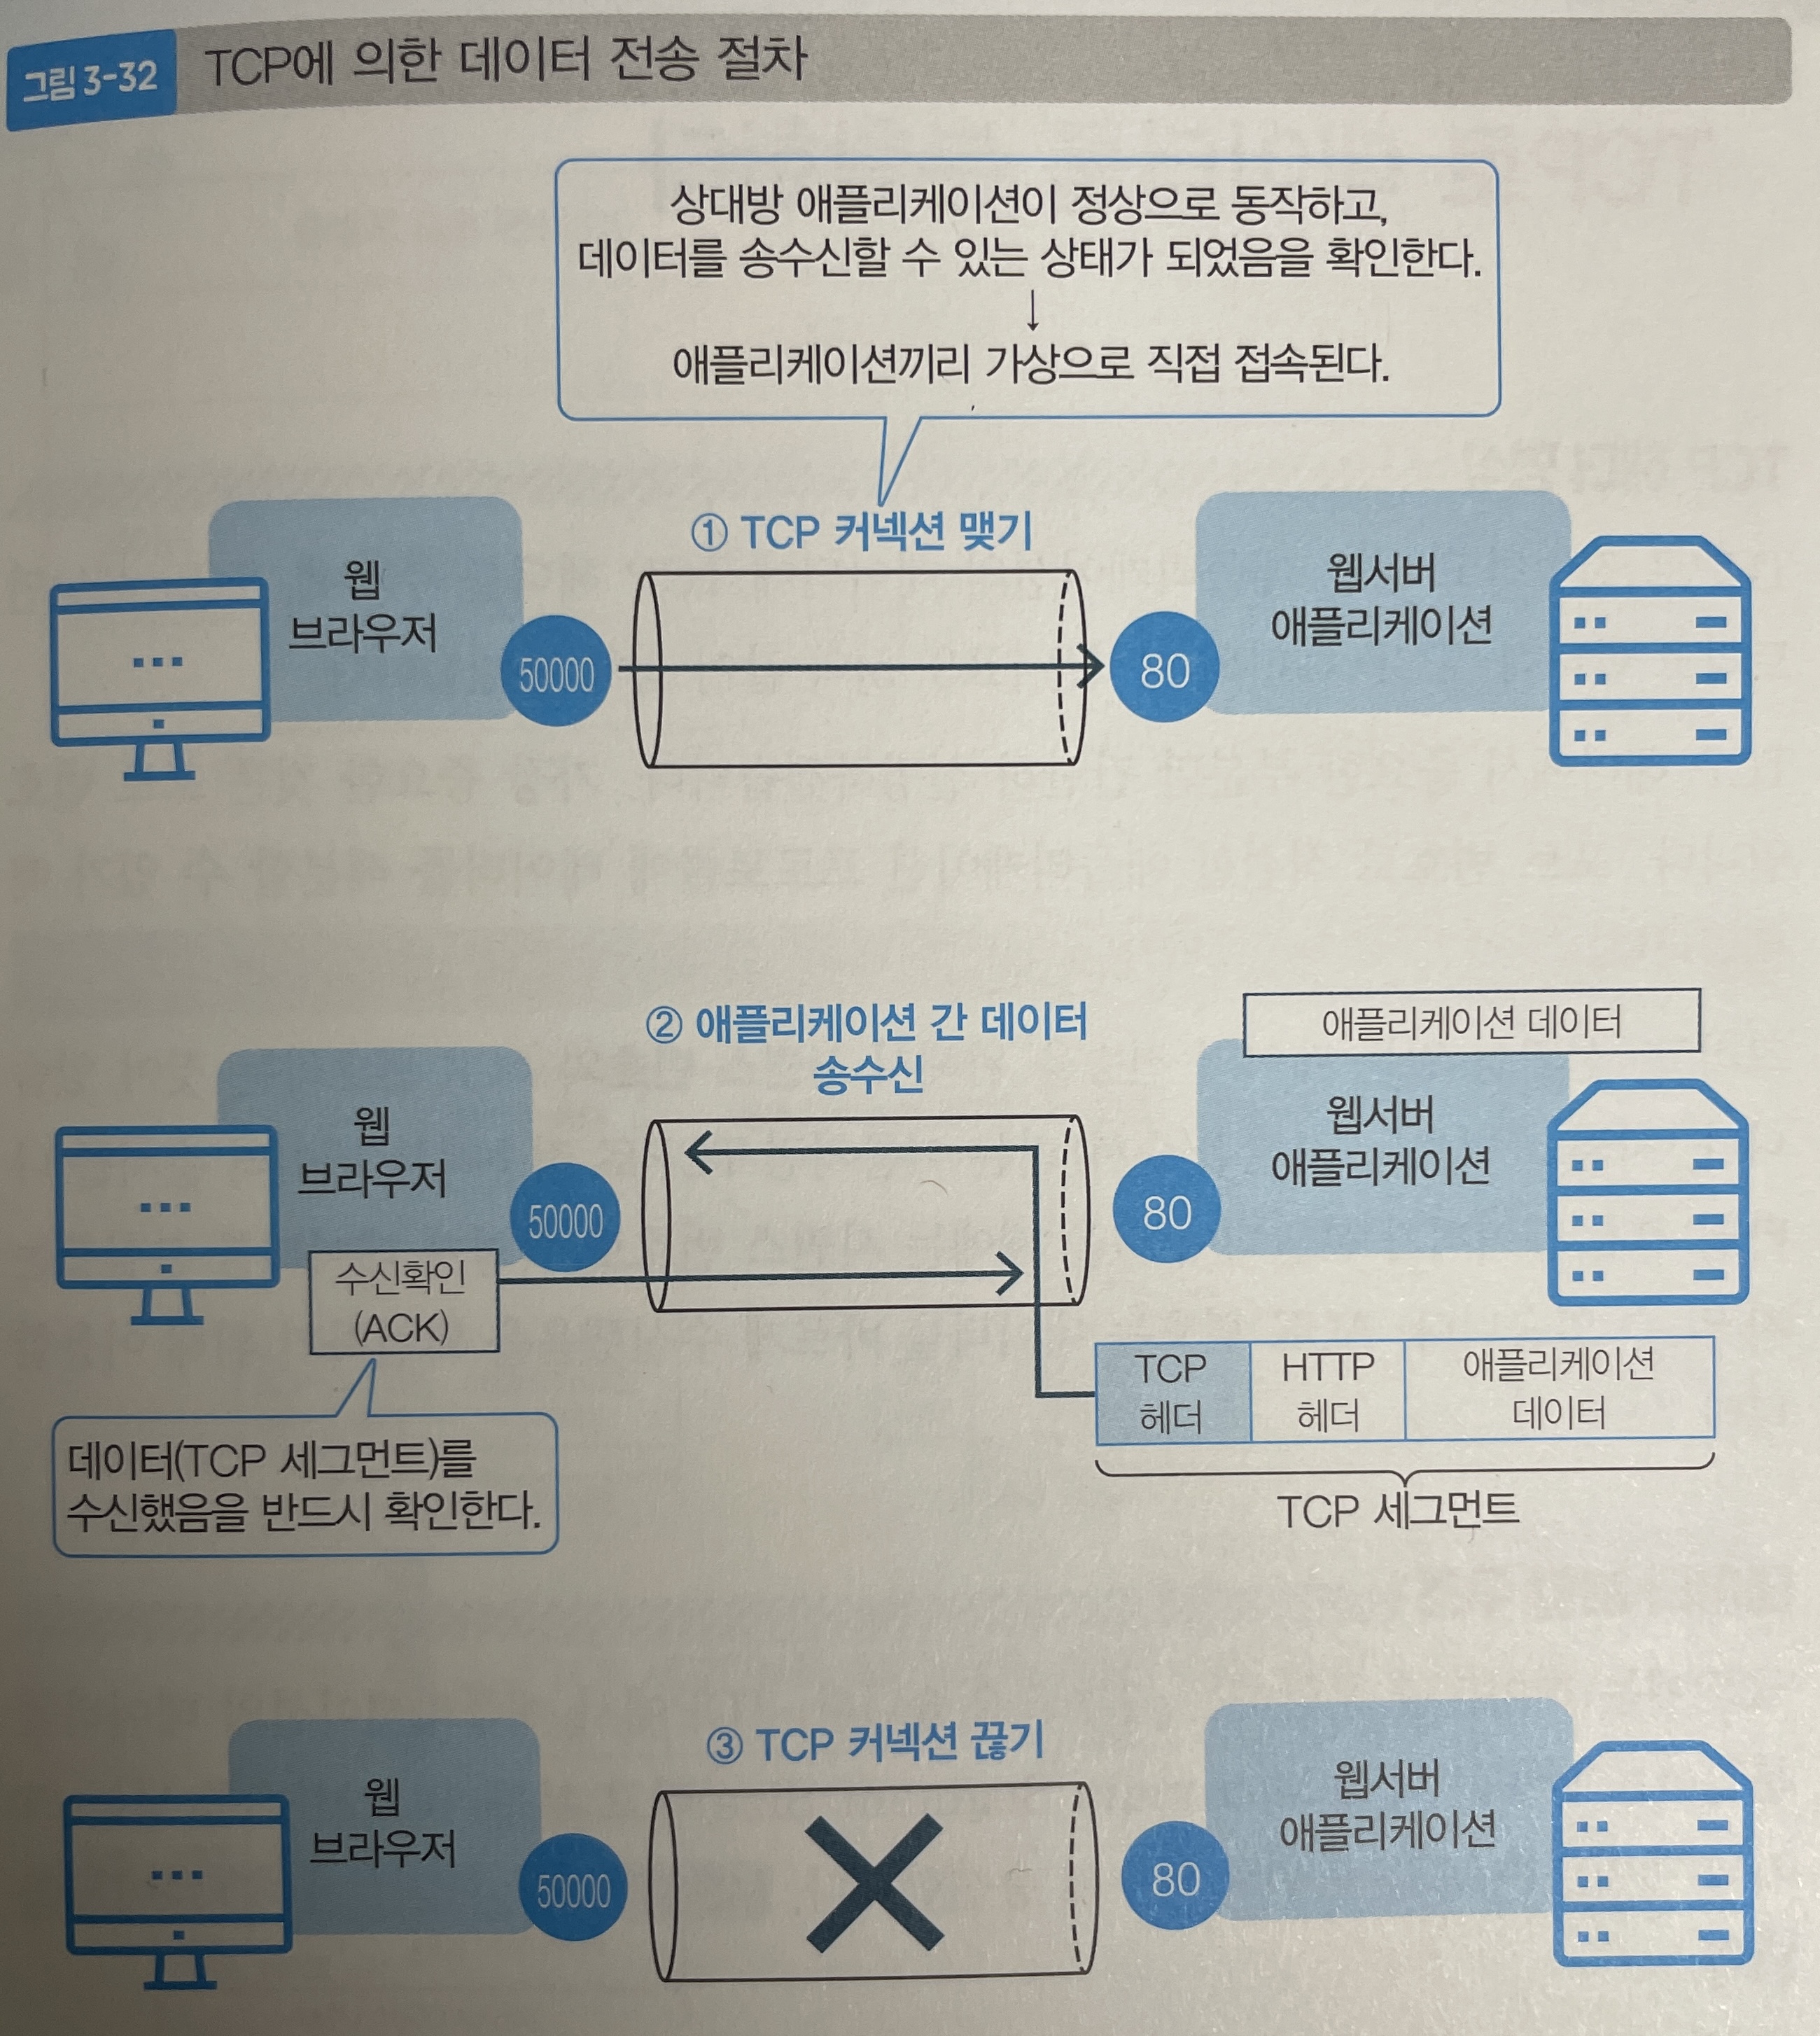 그림 3-32
TCP에 의한 데이터 전송 절차
상대방 애플리케이션이 정상으로 동작하고,
데이터를 송수신할 수 있는 상태가 되었음을 확인한다.
↓
애플리케이션끼리 가상으로 직접 접속된다.
① TCP 커넥션 맺기
웹
브라우저
50000
80
웹서버
애플리케이션
② 애플리케이션 간 데이터
송수신
애플리케이션 데이터
웹
브라우저
50000
80
웹서버
애플리케이션
수신확인
(ACK)
TCP
헤더
HTTP
헤더
애플리케이션
데이터
TCP 세그먼트
데이터(TCP 세그먼트)를
수신했음을 반드시 확인한다.
③ TCP 커넥션 끊기
웹
브라우저
50000
80
웹서버
애플리케이션